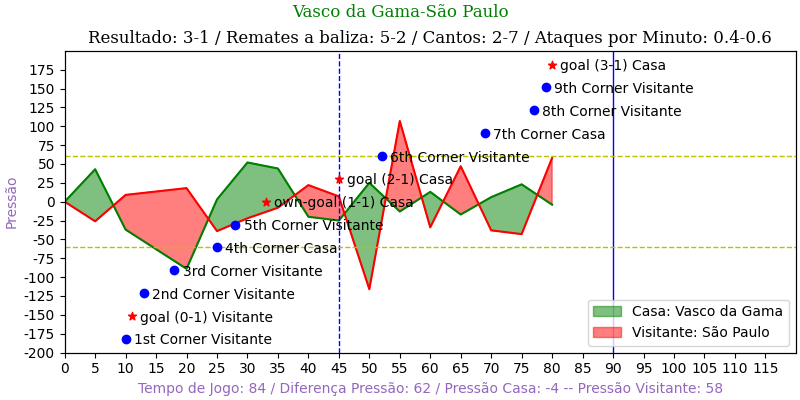 Vasco da Gama-São Paulo
Resultado: 3-1 / Remates a baliza: 5-2 / Cantos: 2-7 / Ataques por Minuto: 0.4-0.6
175
150
125
100
75
50
25
0
-25
-50
-75
-100
-125
-150
-175
-200
Pressão
goal (3-1) Casa
9th Corner Visitante
8th Corner Visitante
7th Corner Casa
6th Corner Visitante
goal (2-1) Casa
own-goal (1-1) Casa
5th Corner Visitante
4th Corner Casa
3rd Corner Visitante
2nd Corner Visitante
goal (0-1) Visitante
1st Corner Visitante
Casa: Vasco da Gama
Visitante: São Paulo
0 5 10 15 20 25 30 35 40 45 50 55 60 65 70 75 80 85 90 95 100 105 110 115
Tempo de Jogo: 84 / Diferença Pressão: 62 / Pressão Casa: -4 -- Pressão Visitante: 58